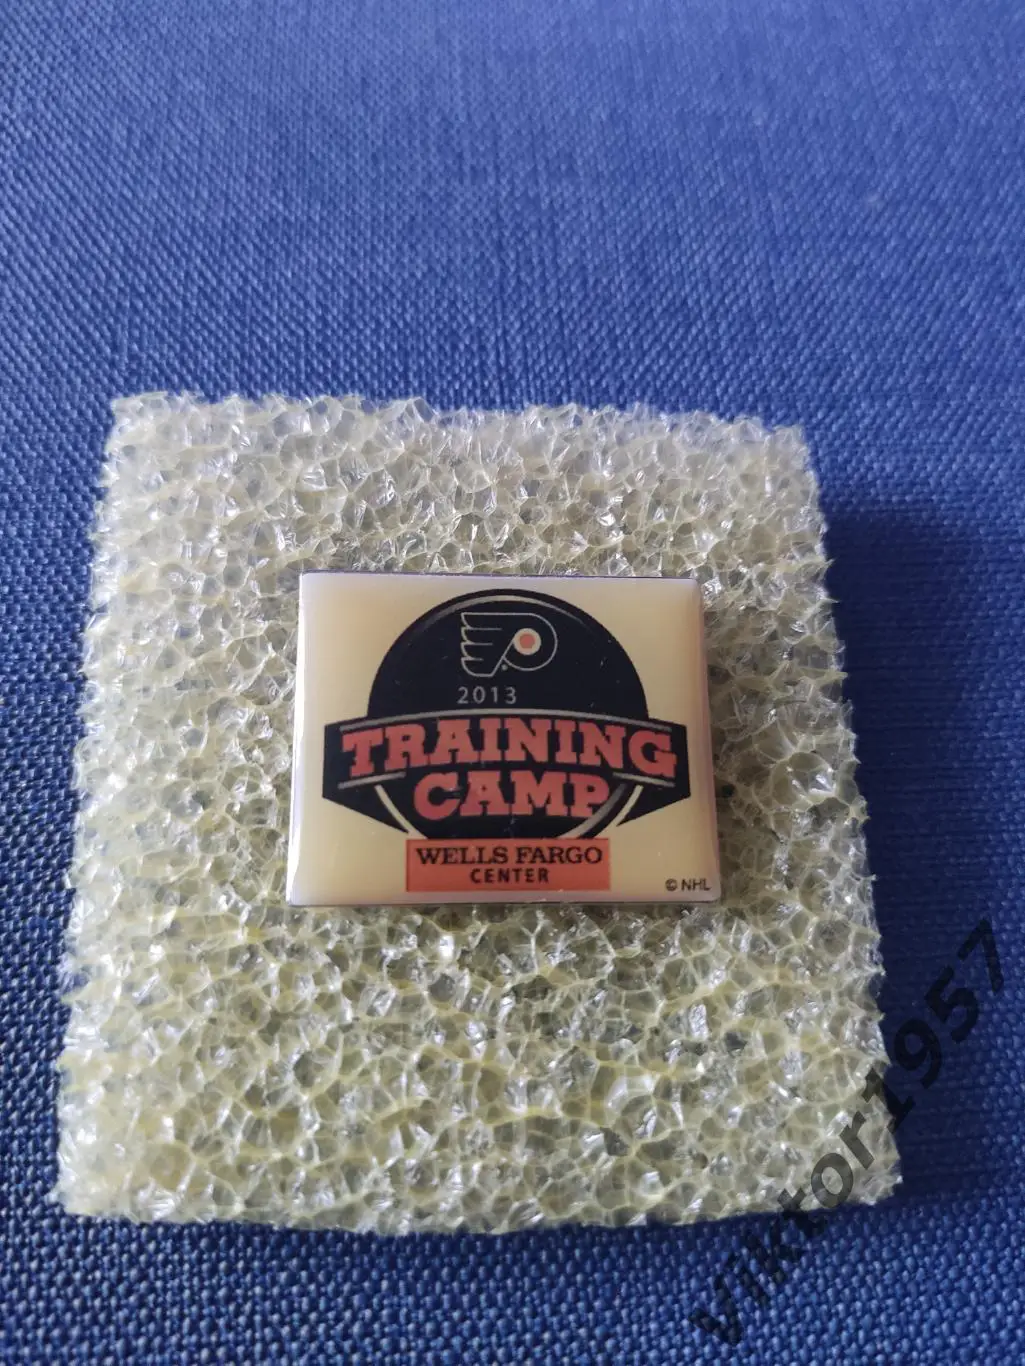 2013
TRAINING
CAMP
WELLS FARGO
CENTER
© NHL
viktor1957